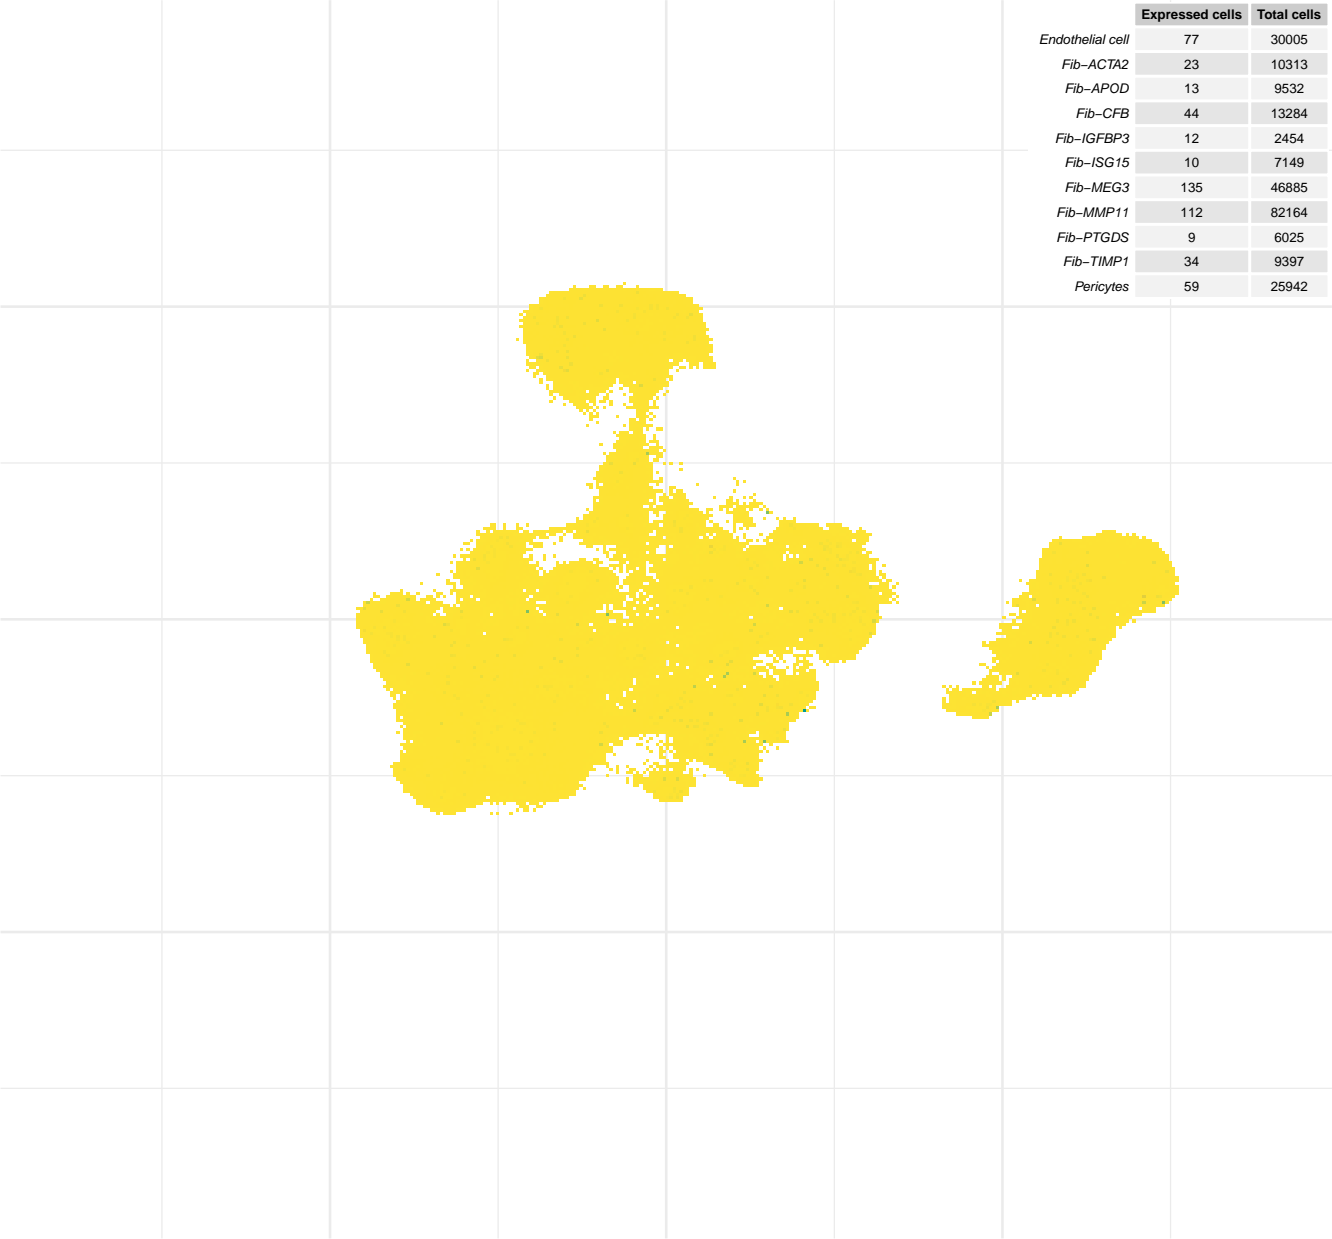 Expressed cells Total cells
Endothelial cell 77 30005
Fib−ACTA2 23 10313
Fib−APOD 13 9532
Fib−CFB 44 13284
Fib−IGFBP3 12 2454
Fib−ISG15 10 7149
Fib−MEG3 135 46885
Fib−MMP11 112 82164
Fib−PTGDS 9 6025
Fib−TIMP1 34 9397
Pericytes 59 25942